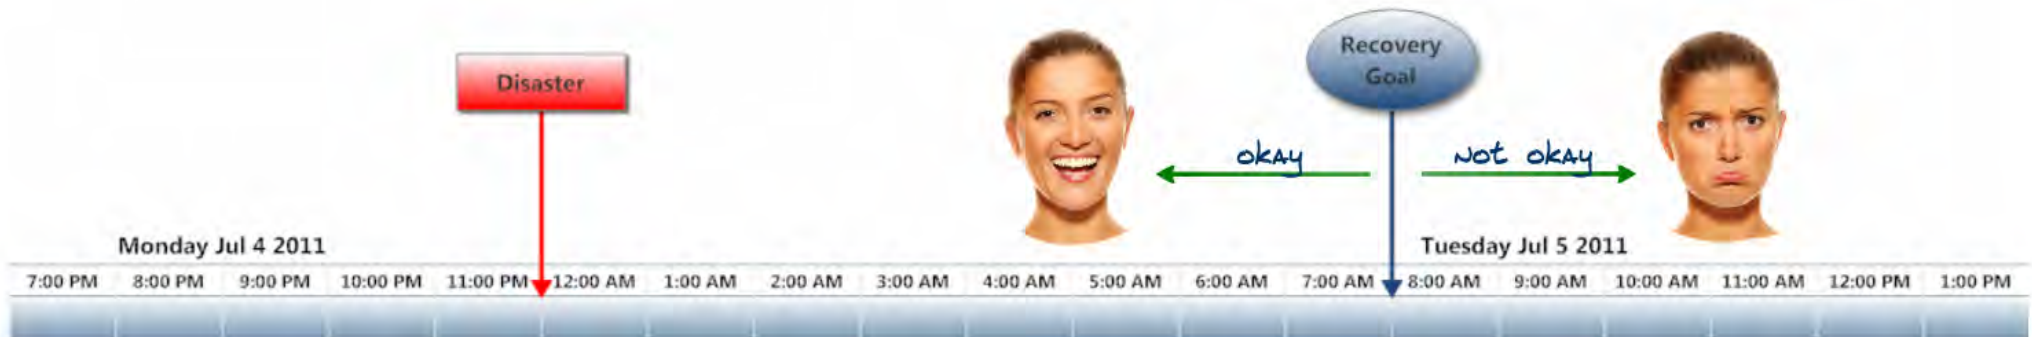 Disaster
Recovery
Goal
okay
Not okay
Monday Jul 4 2011
Tuesday Jul 5 2011
7:00 PM 8:00 PM 9:00 PM 10:00 PM 11:00 PM 12:00 AM 1:00 AM 2:00 AM 3:00 AM 4:00 AM 5:00 AM 6:00 AM 7:00 AM 8:00 AM 9:00 AM 10:00 AM 11:00 AM 12:00 PM 1:00 PM